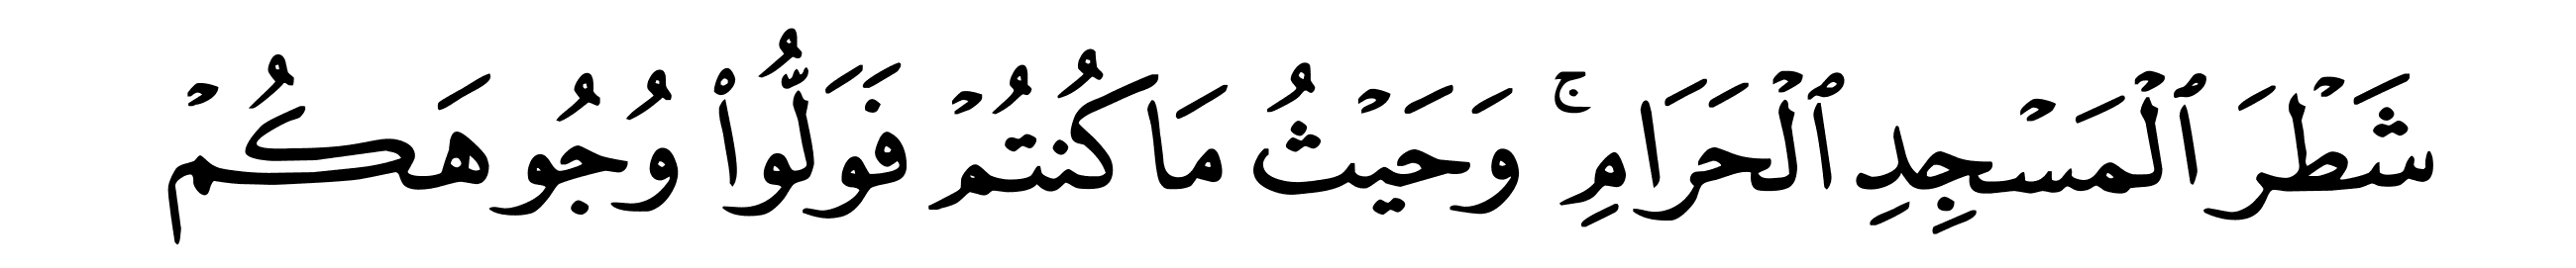 شَطۡرَ ٱلۡمَسۡجِدِ ٱلۡحَرَامِۚ وَحَيۡثُ مَا كُنتُمۡ فَوَلُّواْ وُجُوهَكُمۡ